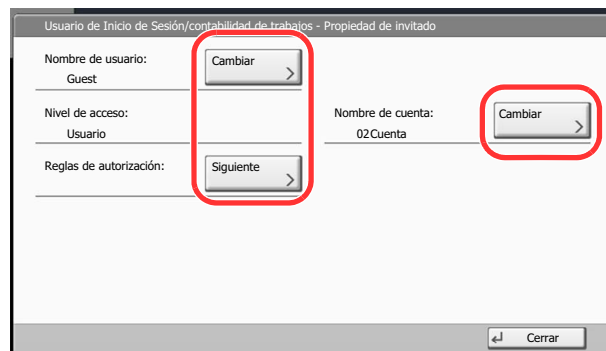 Usuario de Inicio de Sesión/contabilidad de trabajos - Propiedad de invitado
Nombre de usuario:
Cambiar
Guest
Nivel de acceso:
Nombre de cuenta:
Cambiar
Usuario
02Cuenta
Reglas de autorización:
Siguiente
Cerrar